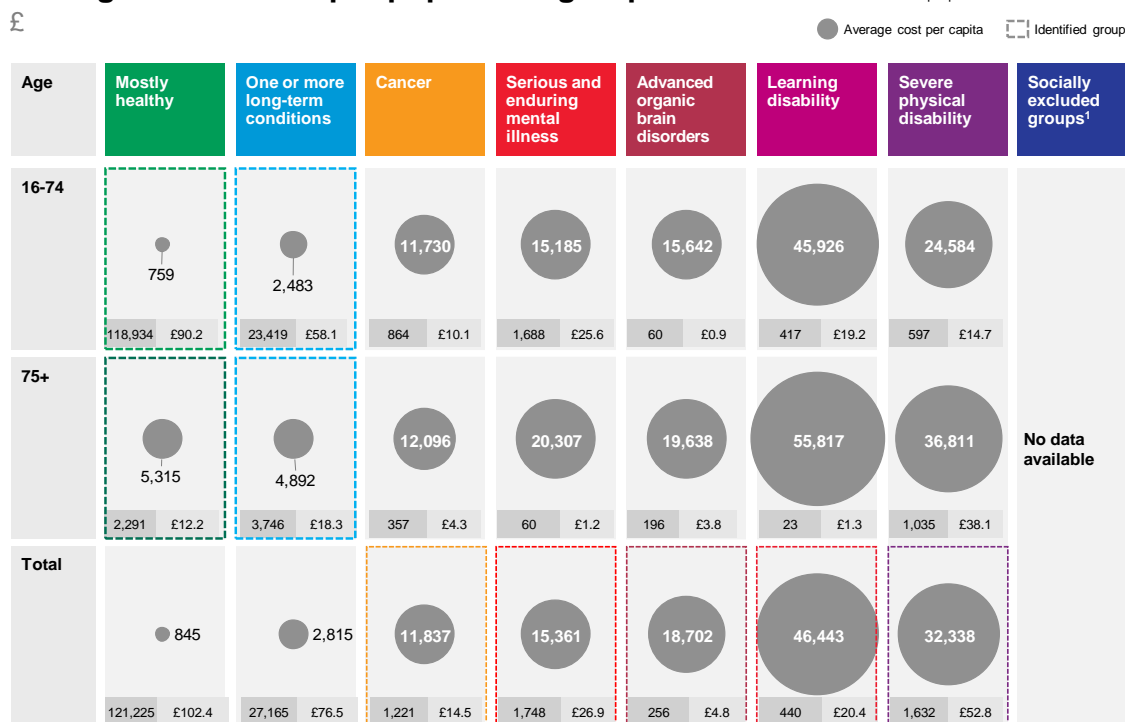 £
Average cost per capita
Identified group
Age
Mostly
healthy
One or more
long-term
conditions
Cancer
Serious and
enduring
mental
illness
Advanced
organic
brain
disorders
Learning
disability
Severe
physical
disability
Socially
excluded
groups1
16-74
759
2,483
11,730
15,185
15,642
45,926
24,584
118,934 £90.2
23,419 £58.1
864 £10.1
1,688 £25.6
60 £0.9
417 £19.2
597 £14.7
75+
5,315
4,892
12,096
20,307
19,638
55,817
36,811
No data
available
2,291 £12.2
3,746 £18.3
357 £4.3
60 £1.2
196 £3.8
23 £1.3
1,035 £38.1
Total
845
2,815
11,837
15,361
18,702
46,443
32,338
121,225 £102.4
27,165 £76.5
1,221 £14.5
1,748 £26.9
256 £4.8
440 £20.4
1,632 £52.8